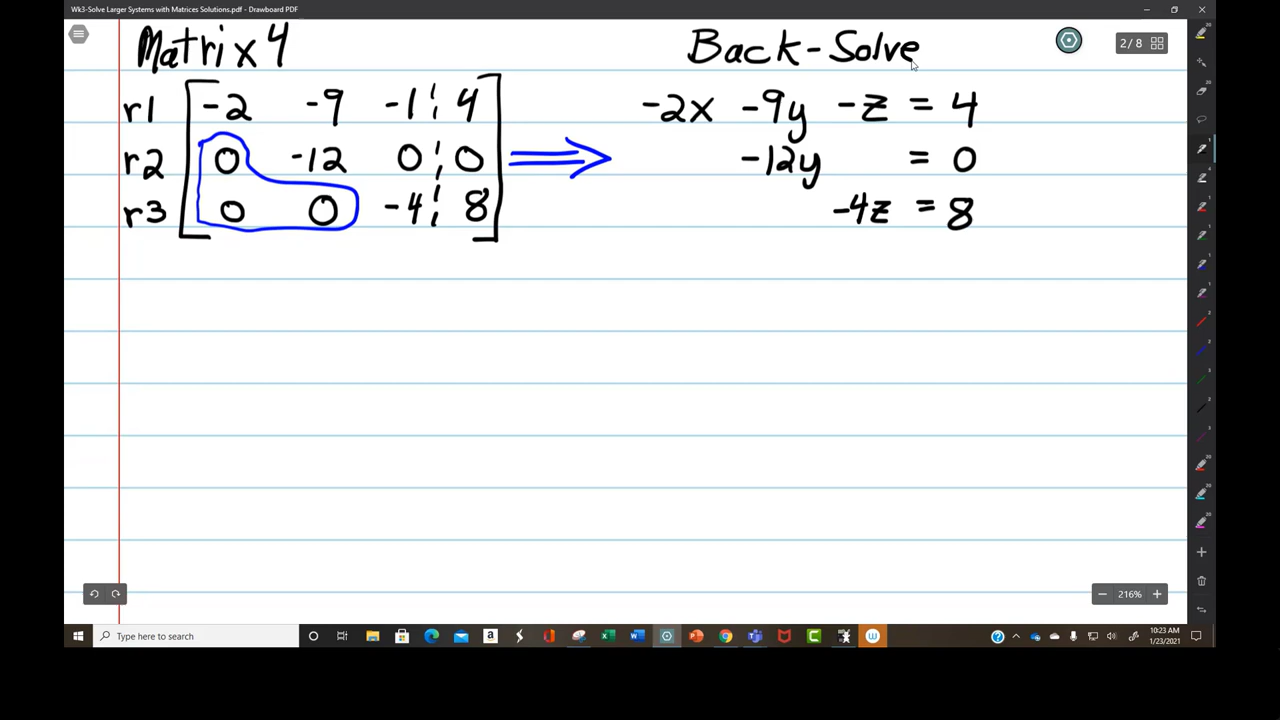 Wk3-Solve Larger Systems with Matrices Solutions.pdf - Drawboard PDF
Matrix 4
Back-Solve
2 / 8
r1 -2 -9 -1 ¦ 4
-2x -9y -z = 4
r2 0 -12 0 ¦ 0
-12y = 0
r3 0 0 -4 ¦ 8
-4z = 8
216%
Type here to search
10:23 AM
1/23/2021